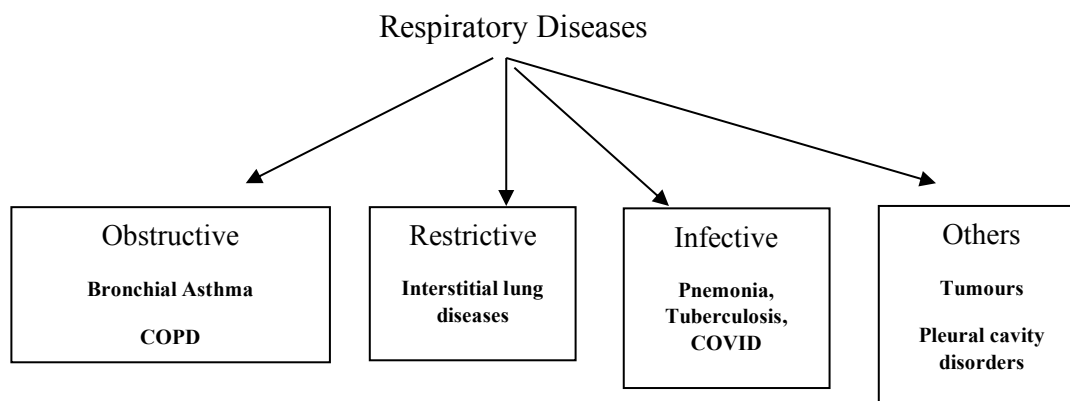 Respiratory Diseases
Obstructive
Bronchial Asthma
COPD
Restrictive
Interstitial lung
diseases
Infective
Pnemonia,
Tuberculosis,
COVID
Others
Tumours
Pleural cavity
disorders